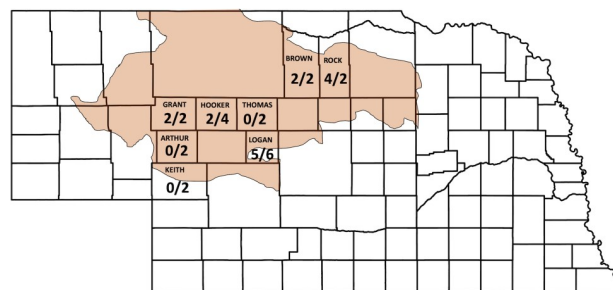 BROWN
2/2
ROCK
4/2
GRANT
2/2
HOOKER
2/4
THOMAS
0/2
ARTHUR
0/2
LOGAN
5/6
KEITH
0/2